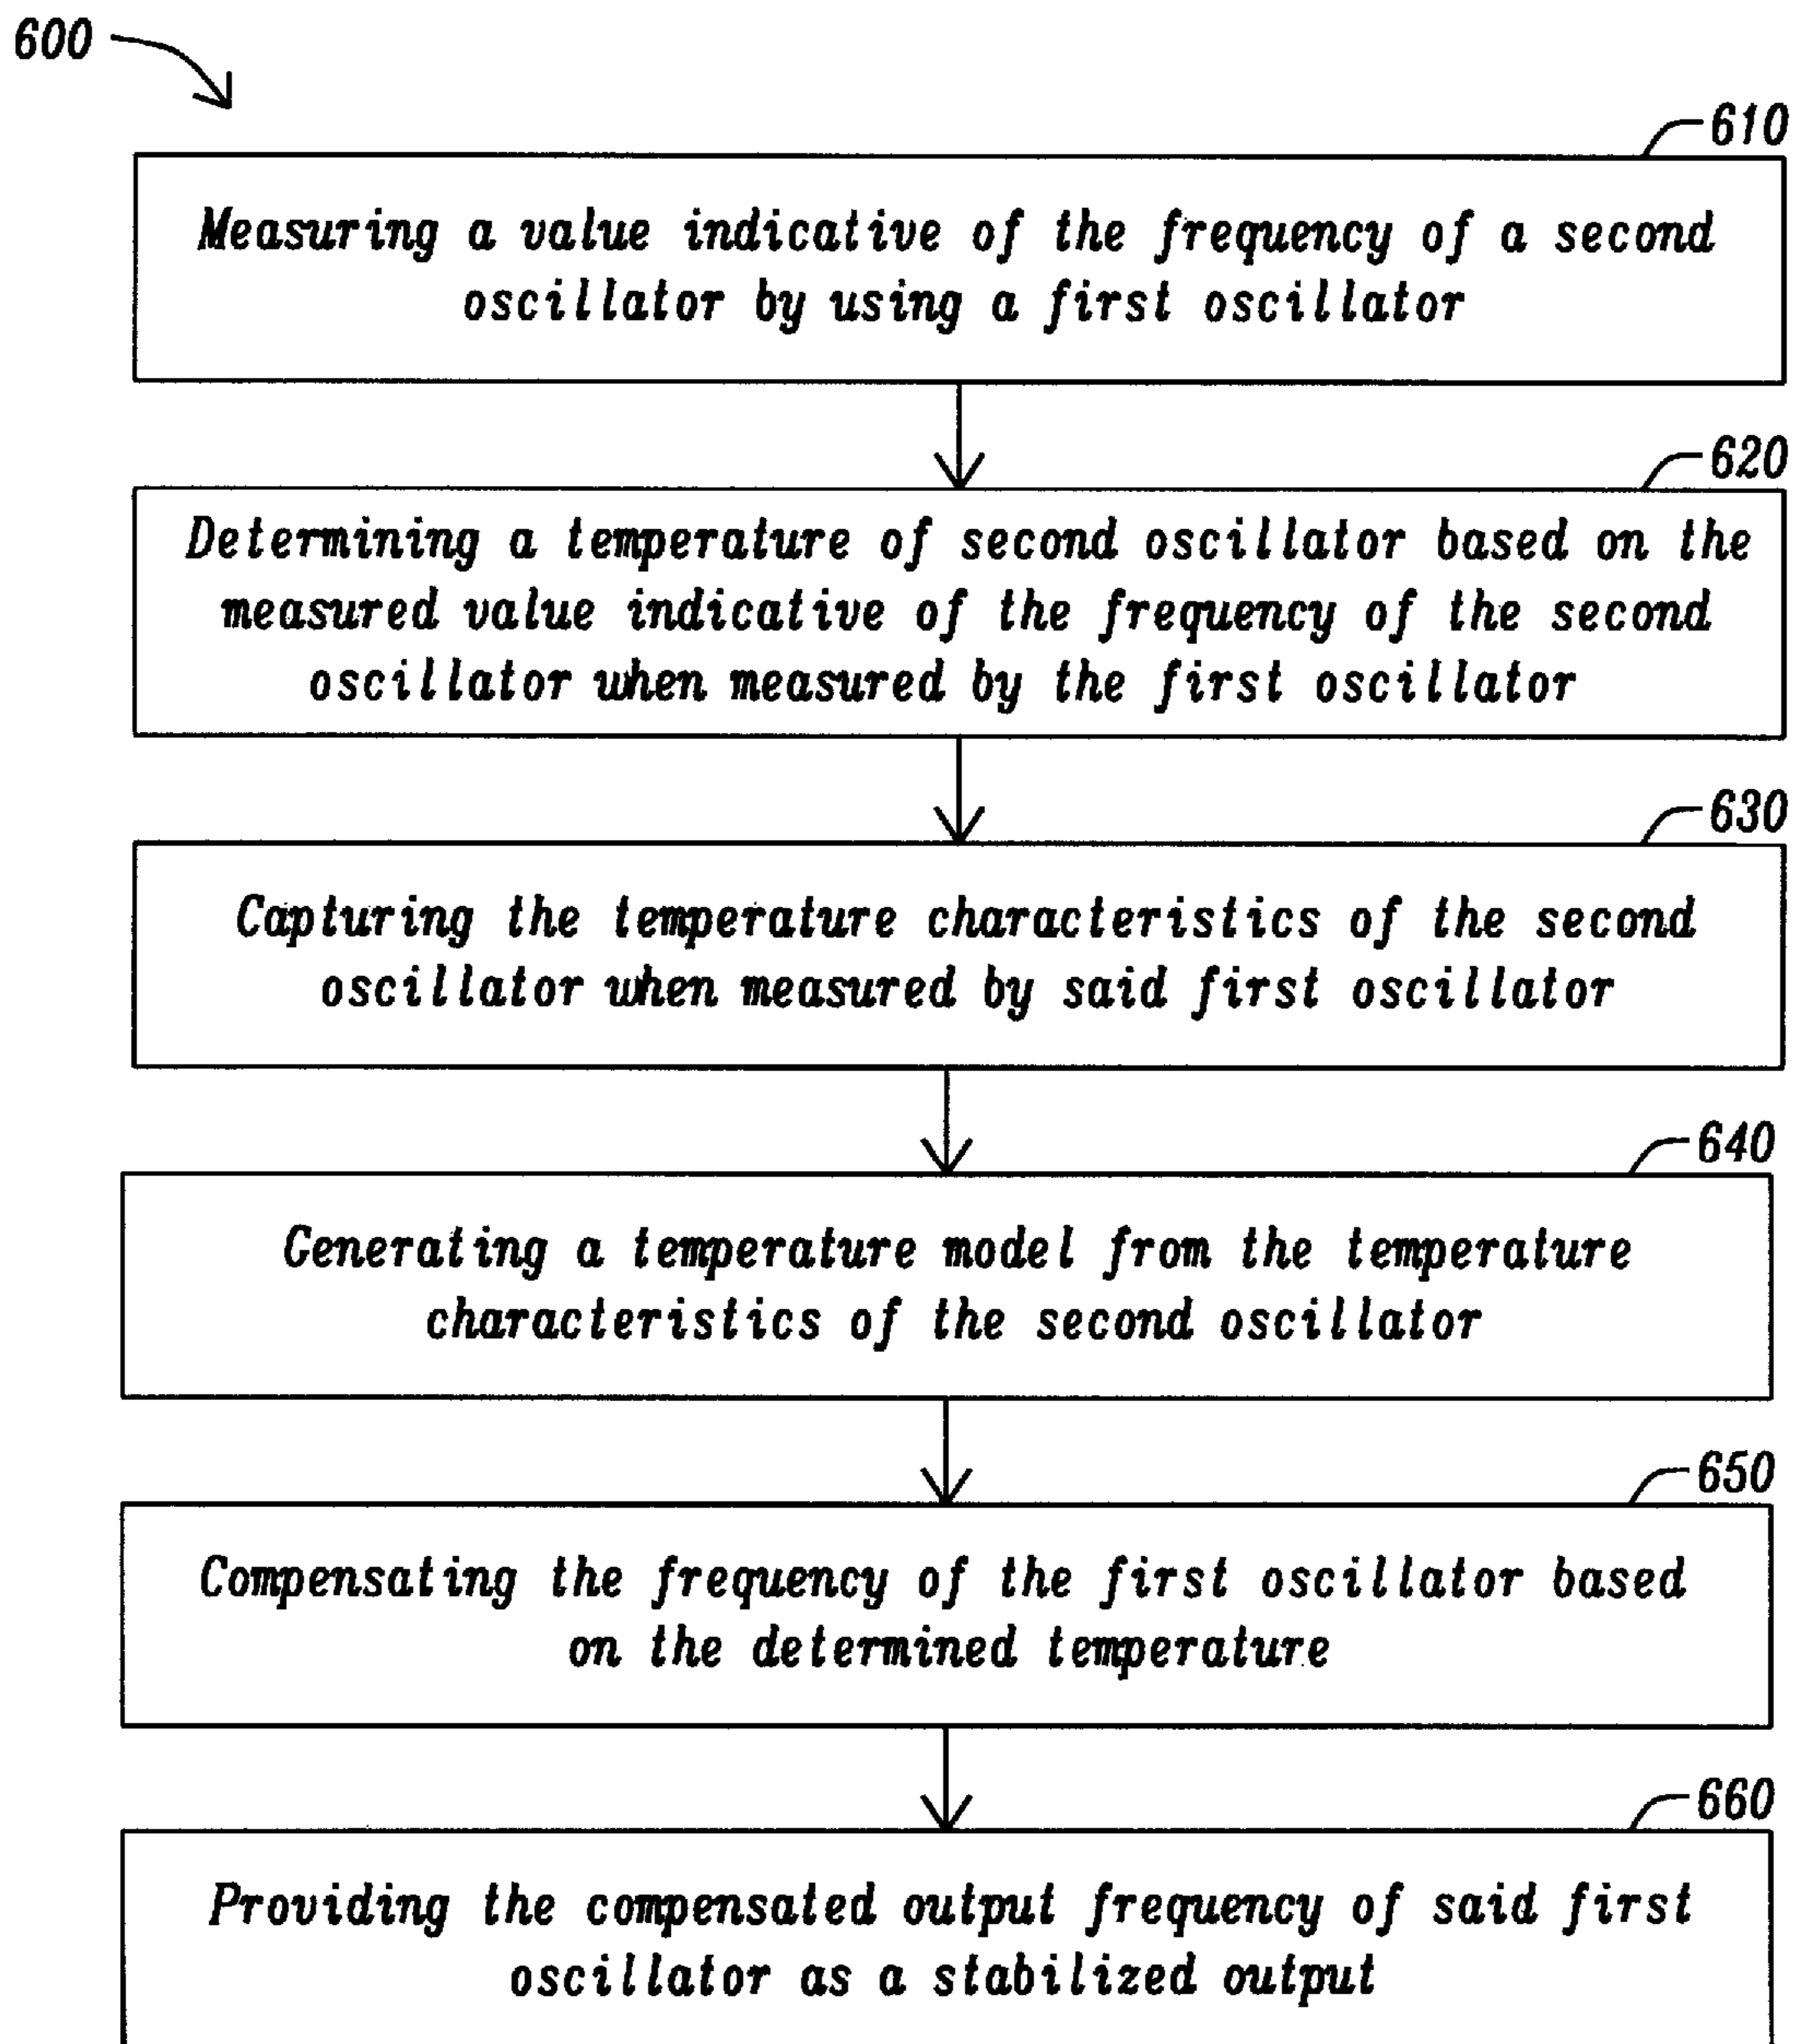 600
610
Measuring a value indicative of the frequency of a second
oscillator by using a first oscillator
620
Determining a temperature of second oscillator based on the
measured value indicative of the frequency of the second
oscillator when measured by the first oscillator
630
Capturing the temperature characteristics of the second
oscillator when measured by said first oscillator
640
Generating a temperature model from the temperature
characteristics of the second oscillator
650
Compensating the frequency of the first oscillator based
on the determined temperature
660
Providing the compensated output frequency of said first
oscillator as a stabilized output